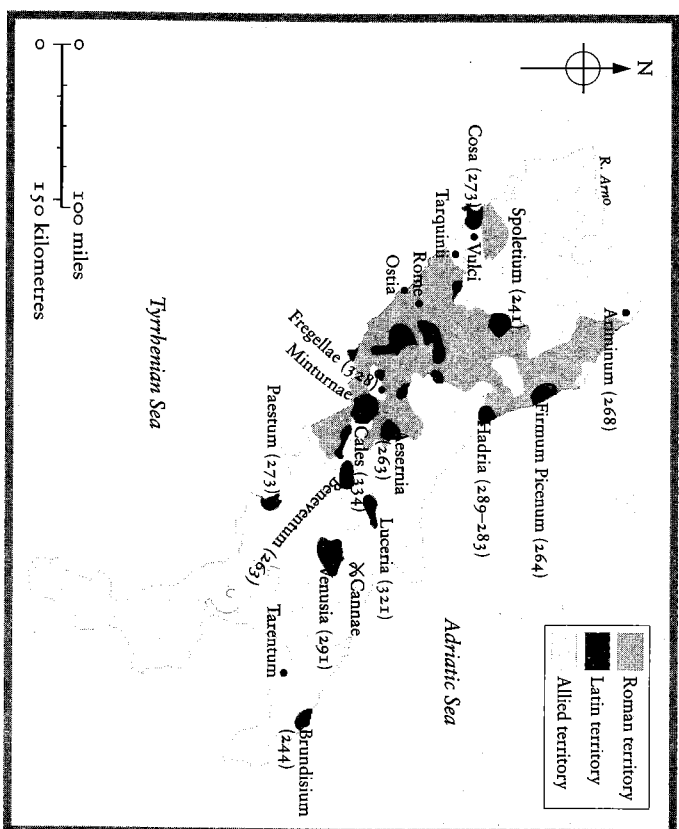 N
R. Arno
Ariminum (268)
Cosa (273)
Vulci
Spoletium (241)
Tarquinii
Rome
Ostia
Firmum Picenum (264)
Hadria (289–283)
Fregellae (328)
Minturnae
Aesernia
(263)
Cales (334)
Luceria (321)
Beneventum (263)
Paestum (273)
Cannae
Venusia (291)
Tarentum
Brundisium
(244)
Adriatic Sea
Tyrrhenian Sea
Roman territory
Latin territory
Allied territory
0 100 miles
0 150 kilometres